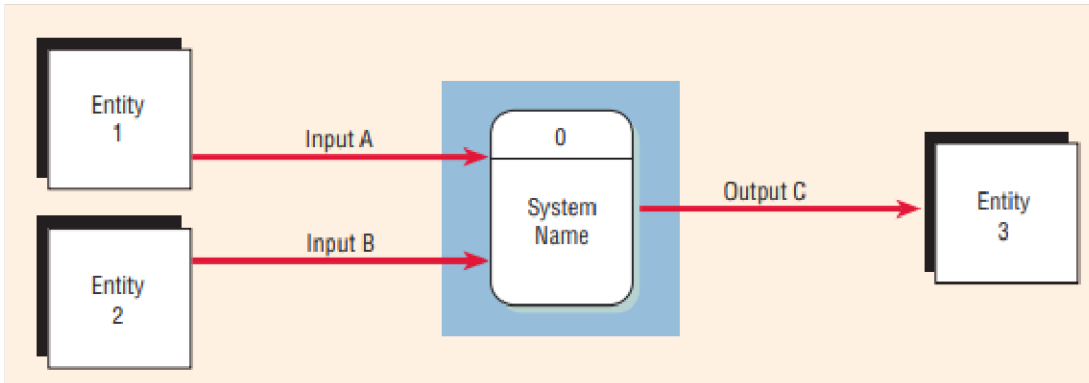 Entity
1
Input A
0
System
Name
Output C
Entity
3
Input B
Entity
2